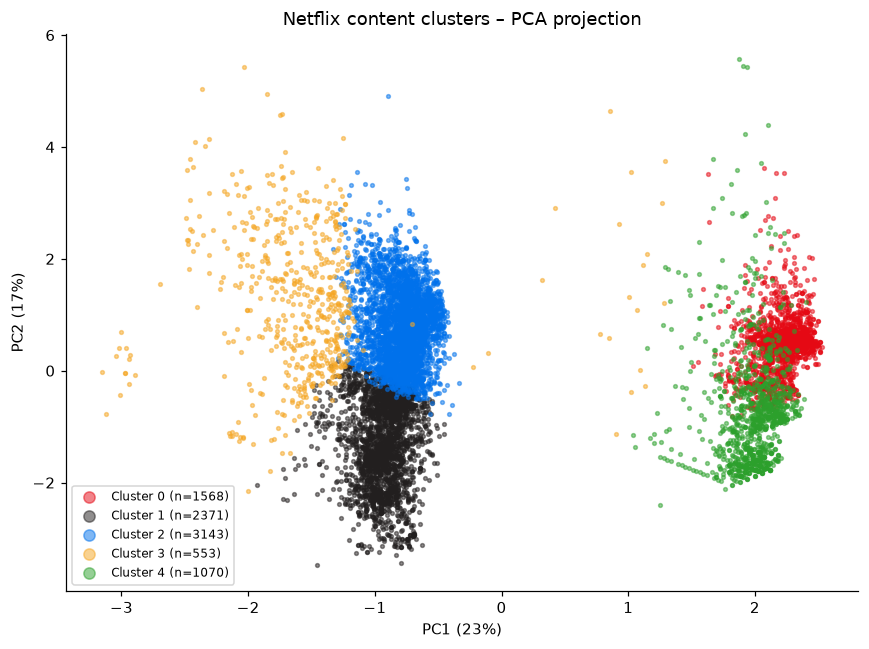 Netflix content clusters – PCA projection
6
4
2
0
−2
PC2 (17%)
Cluster 0 (n=1568)
Cluster 1 (n=2371)
Cluster 2 (n=3143)
Cluster 3 (n=553)
Cluster 4 (n=1070)
−3 −2 −1 0 1 2
PC1 (23%)